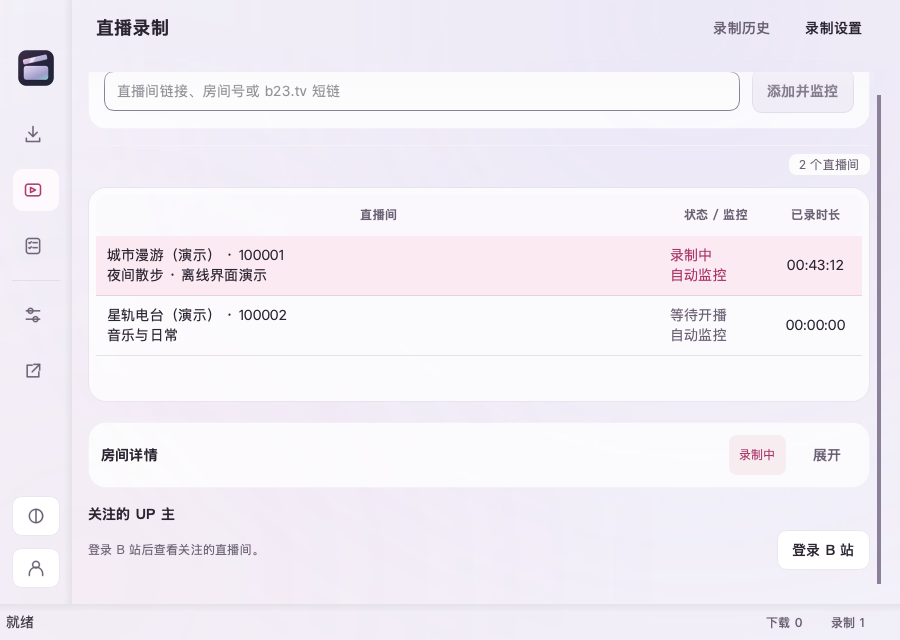 直播录制
录制历史
录制设置
直播间链接、房间号或 b23.tv 短链
添加并监控
2 个直播间
直播间
状态 / 监控
已录时长
城市漫游（演示） · 100001
夜间散步 · 离线界面演示
录制中
自动监控
00:43:12
星轨电台（演示） · 100002
音乐与日常
等待开播
自动监控
00:00:00
房间详情
录制中
展开
关注的 UP 主
登录 B 站后查看关注的直播间。
登录 B 站
就绪
下载 0
录制 1